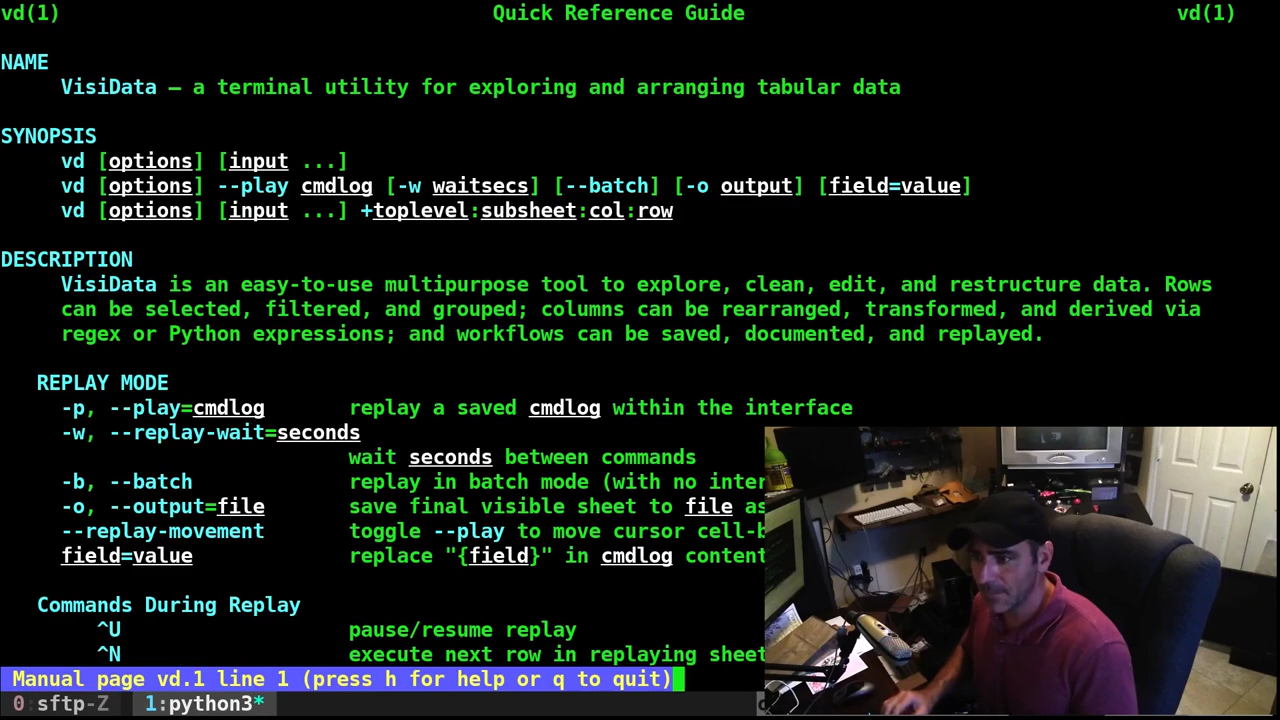 vd(1) Quick Reference Guide vd(1)
NAME
VisiData — a terminal utility for exploring and arranging tabular data
SYNOPSIS
vd [options] [input ...]
vd [options] --play cmdlog [-w waitsecs] [--batch] [-o output] [field=value]
vd [options] [input ...] +toplevel:subsheet:col:row
DESCRIPTION
VisiData is an easy-to-use multipurpose tool to explore, clean, edit, and restructure data. Rows
can be selected, filtered, and grouped; columns can be rearranged, transformed, and derived via
regex or Python expressions; and workflows can be saved, documented, and replayed.
REPLAY MODE
-p, --play=cmdlog replay a saved cmdlog within the interface
-w, --replay-wait=seconds
wait seconds between commands
-b, --batch replay in batch mode (with no inter
-o, --output=file save final visible sheet to file as
--replay-movement toggle --play to move cursor cell-b
field=value replace "{field}" in cmdlog content
Commands During Replay
^U pause/resume replay
^N execute next row in replaying sheet
Manual page vd.1 line 1 (press h for help or q to quit)
0:sftp-Z 1:python3*